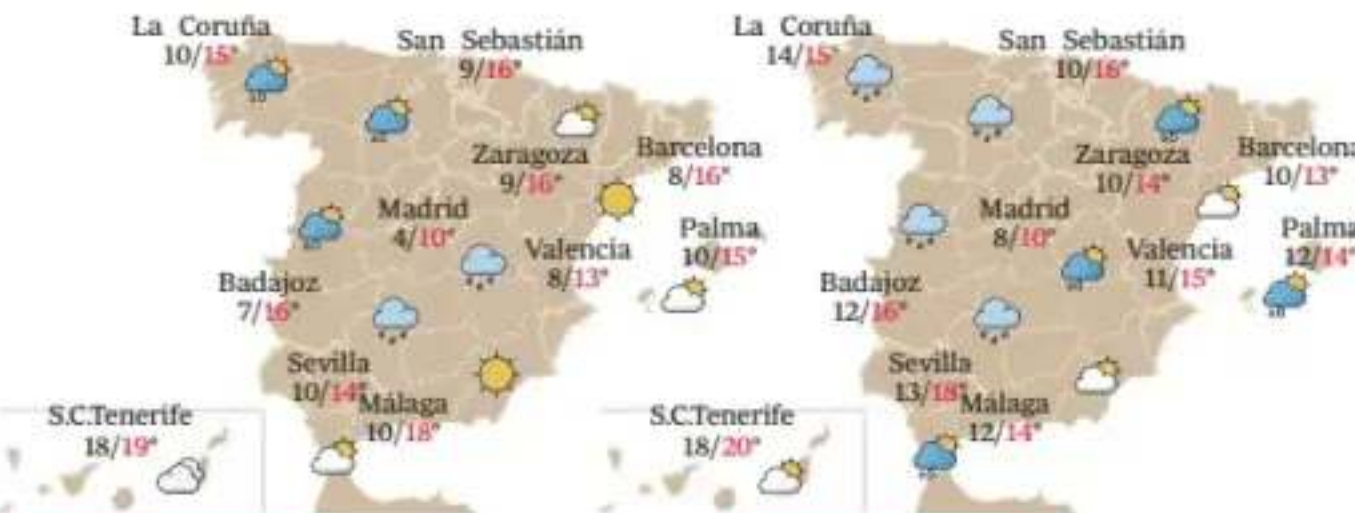 La Coruña
10/15°
San Sebastián
9/16°
Zaragoza
9/16°
Barcelona
8/16°
Madrid
4/10°
Valencia
8/13°
Palma
10/15°
Badajoz
7/16°
Sevilla
10/14°
Málaga
10/18°
S.C.Tenerife
18/19°
La Coruña
14/15°
San Sebastián
10/16°
Zaragoza
10/14°
Barcelona
10/13°
Madrid
8/10°
Valencia
11/15°
Palma
12/14°
Badajoz
12/16°
Sevilla
13/18°
Málaga
12/14°
S.C.Tenerife
18/20°